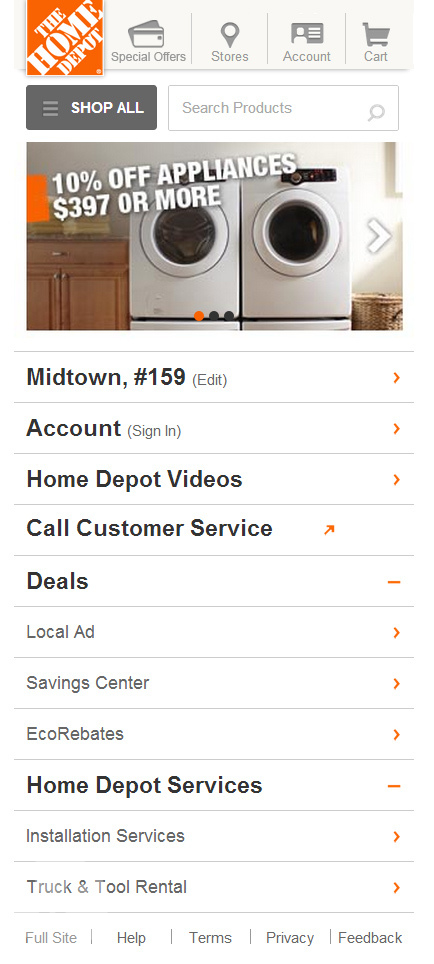 THE
HOME
DEPOT
Special Offers
Stores
Account
Cart
SHOP ALL
Search Products
10% OFF APPLIANCES
$397 OR MORE
Midtown, #159 (Edit)
Account (Sign In)
Home Depot Videos
Call Customer Service
Deals
Local Ad
Savings Center
EcoRebates
Home Depot Services
Installation Services
Truck & Tool Rental
Full Site
Help
Terms
Privacy
Feedback